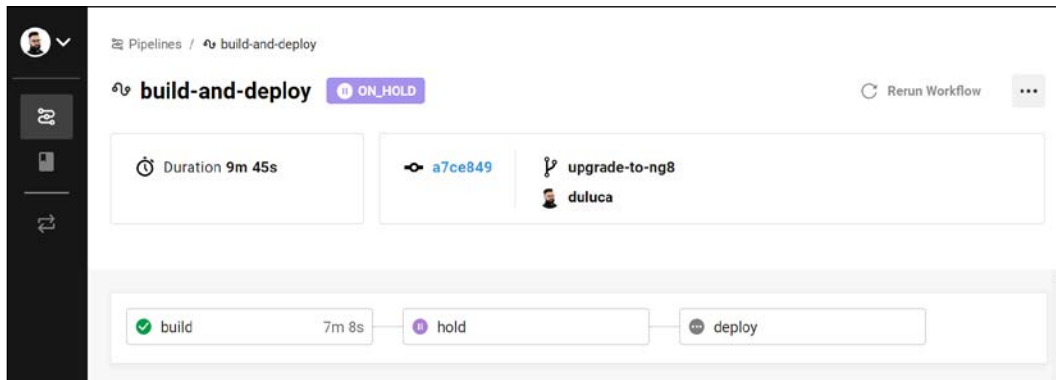 Pipelines / build-and-deploy
build-and-deploy ON_HOLD Rerun Workflow
Duration 9m 45s
a7ce849
upgrade-to-ng8
duluca
build 7m 8s
hold
deploy